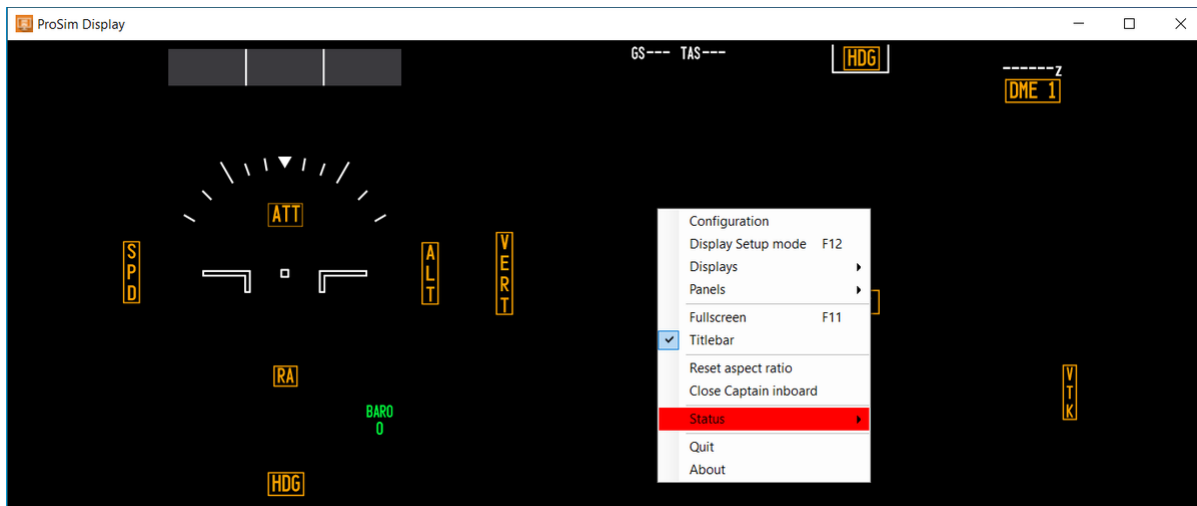 ProSim Display
GS--- TAS---
HDG
------z
DME 1
ATT
SPD
ALT
VERT
RA
BARO
0
HDG
Configuration
Display Setup mode F12
Displays
Panels
Fullscreen F11
Titlebar
Reset aspect ratio
Close Captain inboard
Status
Quit
About
VTK